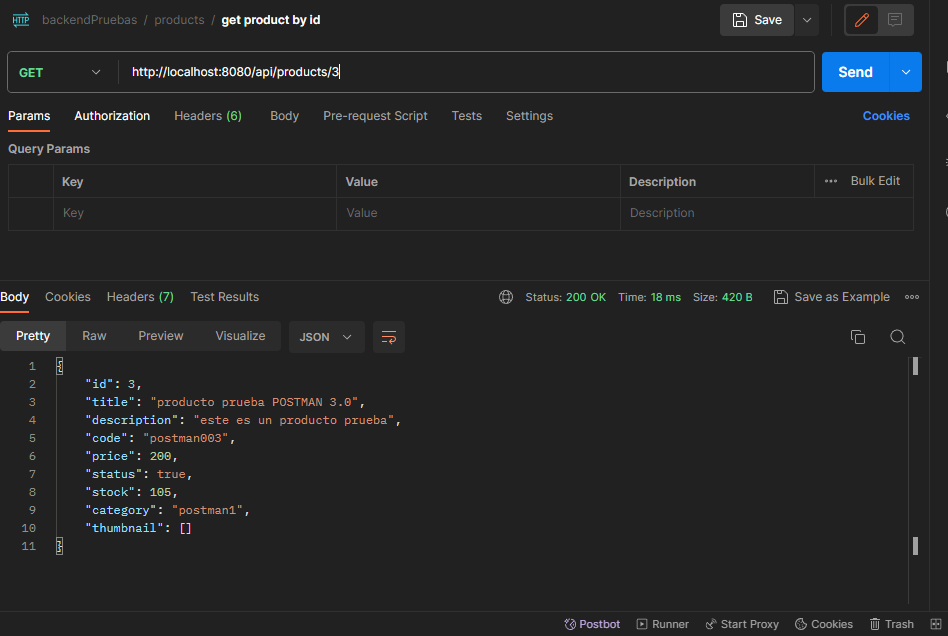 HTTP backendPruebas / products / get product by id Save
GET http://localhost:8080/api/products/3 Send
Params Authorization Headers (6) Body Pre-request Script Tests Settings Cookies
Query Params
Key Value Description Bulk Edit
Key Value Description
Body Cookies Headers (7) Test Results Status: 200 OK Time: 18 ms Size: 420 B Save as Example
Pretty Raw Preview Visualize JSON
1 {
2 "id": 3,
3 "title": "producto prueba POSTMAN 3.0",
4 "description": "este es un producto prueba",
5 "code": "postman003",
6 "price": 200,
7 "status": true,
8 "stock": 105,
9 "category": "postman1",
10 "thumbnail": []
11 }
Postbot Runner Start Proxy Cookies Trash